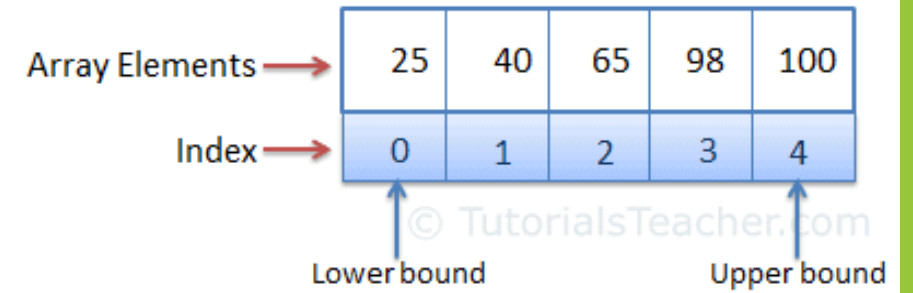 Array Elements 25 40 65 98 100
Index 0 1 2 3 4
© TutorialsTeacher.com
Lower bound Upper bound